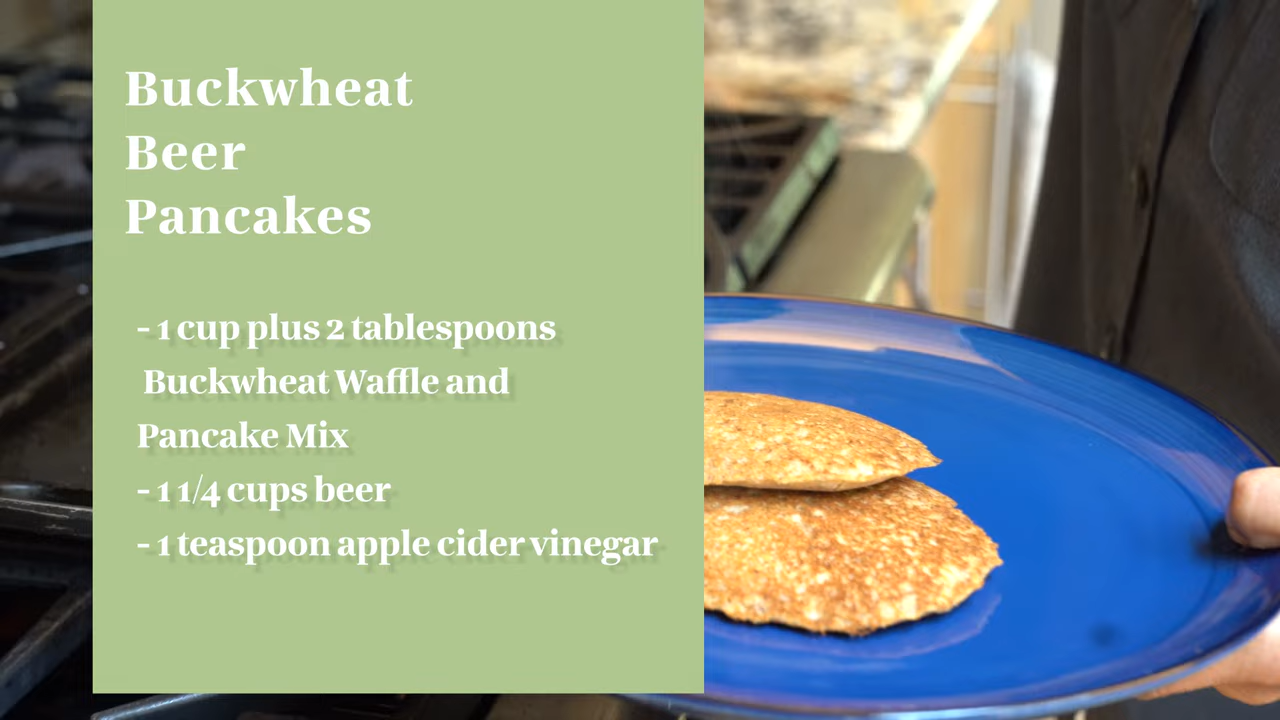 Buckwheat
Beer
Pancakes
- 1 cup plus 2 tablespoons
Buckwheat Waffle and
Pancake Mix
- 1 1/4 cups beer
- 1 teaspoon apple cider vinegar